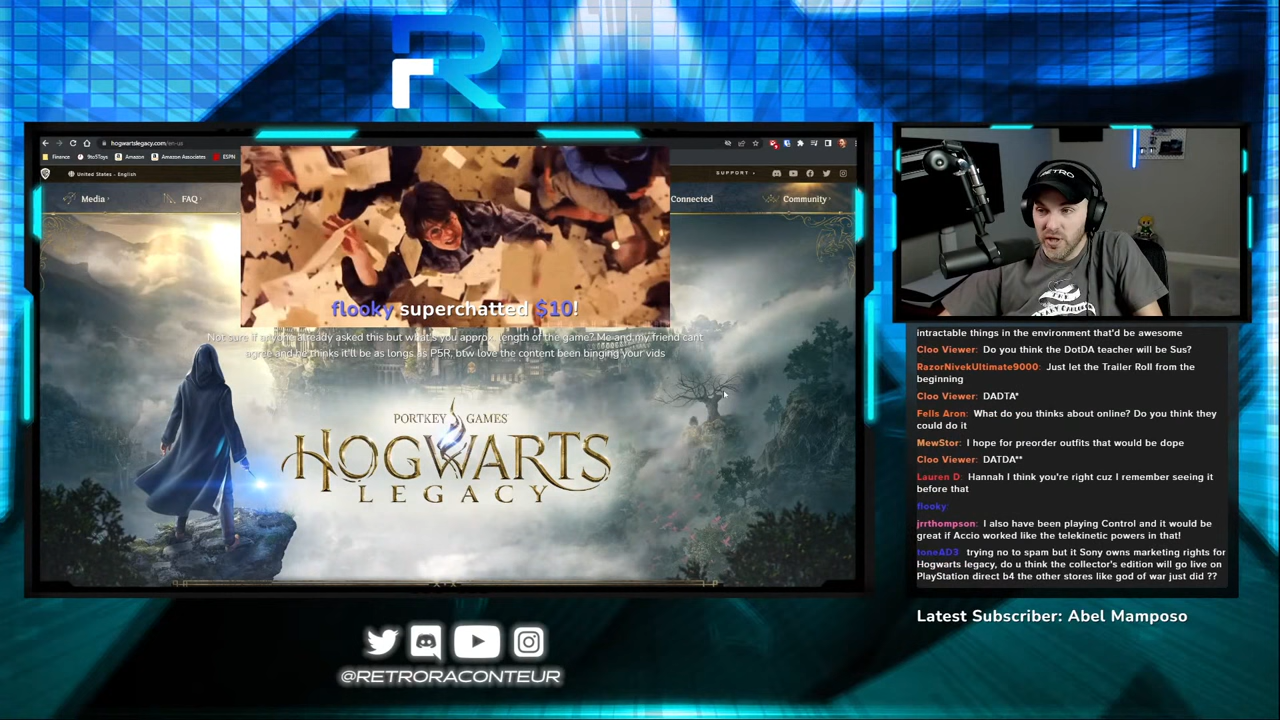 hogwartslegacy.com/en-us
Finance 9to5Toys Amazon Amazon Associates ESPN
United States - English
SUPPORT
Media
FAQ
Connected
Community
flooky superchatted $10!
Not sure if anyone already asked this but what's you approx. length of the game? Me and my friend cant
agree and he thinks it'll be as longs as P5R, btw love the content been binging your vids
PORTKEY GAMES
HOGWARTS
LEGACY
RETRO
intractable things in the environment that'd be awesome
Cloo Viewer: Do you think the DotDA teacher will be Sus?
RazorNivekUltimate9000: Just let the Trailer Roll from the
beginning
Cloo Viewer: DADTA*
Fells Aron: What do you thinks about online? Do you think they
could do it
MewStor: I hope for preorder outfits that would be dope
Cloo Viewer: DATDA**
Lauren D: Hannah I think you're right cuz I remember seeing it
before that
flooky:
jrrthompson: I also have been playing Control and it would be
great if Accio worked like the telekinetic powers in that!
toneAD3: trying no to spam but it Sony owns marketing rights for
Hogwarts legacy, do u think the collector's edition will go live on
PlayStation direct b4 the other stores like god of war just did ??
Latest Subscriber: Abel Mamposo
@RETRORACONTEUR